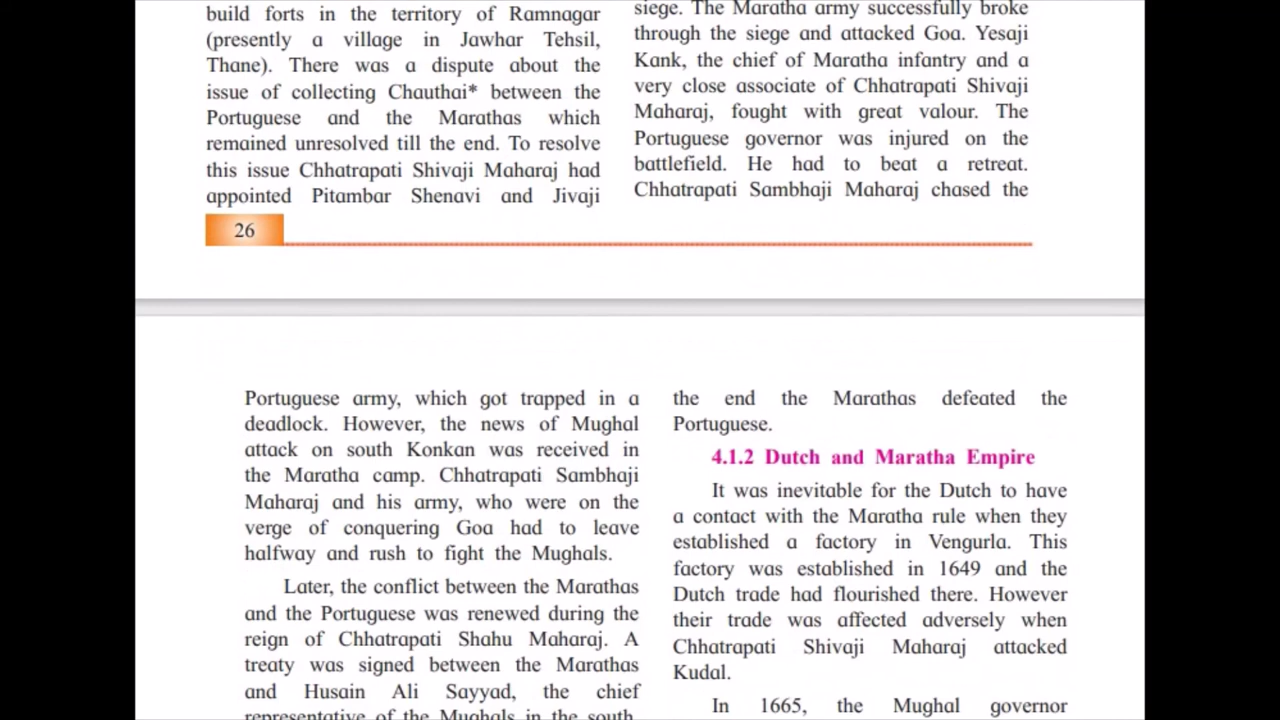 build forts in the territory of Ramnagar
(presently a village in Jawhar Tehsil,
Thane). There was a dispute about the
issue of collecting Chauthai* between the
Portuguese and the Marathas which
remained unresolved till the end. To resolve
this issue Chhatrapati Shivaji Maharaj had
appointed Pitambar Shenavi and Jivaji
siege. The Maratha army successfully broke
through the siege and attacked Goa. Yesaji
Kank, the chief of Maratha infantry and a
very close associate of Chhatrapati Shivaji
Maharaj, fought with great valour. The
Portuguese governor was injured on the
battlefield. He had to beat a retreat.
Chhatrapati Sambhaji Maharaj chased the
26
Portuguese army, which got trapped in a
deadlock. However, the news of Mughal
attack on south Konkan was received in
the Maratha camp. Chhatrapati Sambhaji
Maharaj and his army, who were on the
verge of conquering Goa had to leave
halfway and rush to fight the Mughals.
Later, the conflict between the Marathas
and the Portuguese was renewed during the
reign of Chhatrapati Shahu Maharaj. A
treaty was signed between the Marathas
and Husain Ali Sayyad, the chief
representative of the Mughals in the south.
the end the Marathas defeated the
Portuguese.
4.1.2 Dutch and Maratha Empire
It was inevitable for the Dutch to have
a contact with the Maratha rule when they
established a factory in Vengurla. This
factory was established in 1649 and the
Dutch trade had flourished there. However
their trade was affected adversely when
Chhatrapati Shivaji Maharaj attacked
Kudal.
In 1665, the Mughal governor